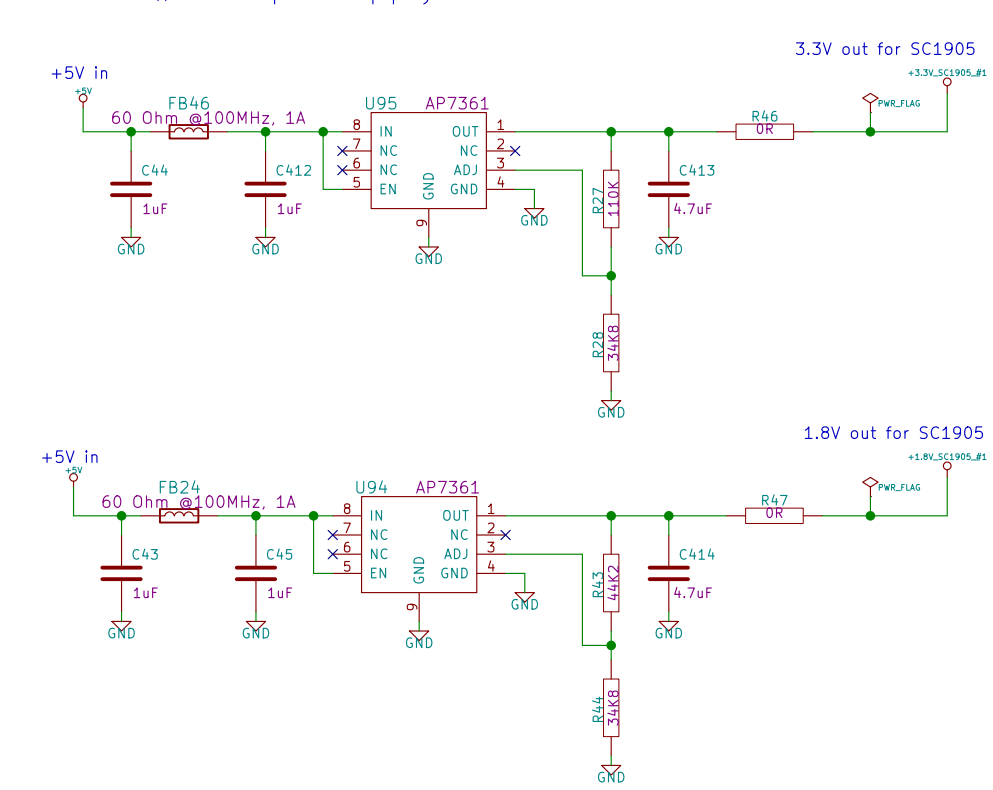 3.3V out for SC1905
+5V in
+5V
+3.3V_SC1905_#1
PWR_FLAG
FB46
60 Ohm @100MHz, 1A
U95
AP7361
R46
0R
8 IN
OUT 1
7 NC
NC 2
6 NC
ADJ 3
5 EN
GND 4
GND
9
C44
1uF
C412
1uF
R27
110K
C413
4.7uF
GND
GND
GND
GND
GND
R28
34K8
GND
1.8V out for SC1905
+5V in
+5V
+1.8V_SC1905_#1
PWR_FLAG
FB24
60 Ohm @100MHz, 1A
U94
AP7361
R47
0R
8 IN
OUT 1
7 NC
NC 2
6 NC
ADJ 3
5 EN
GND 4
GND
9
C43
1uF
C45
1uF
R43
44K2
C414
4.7uF
GND
GND
GND
GND
GND
R44
34K8
GND